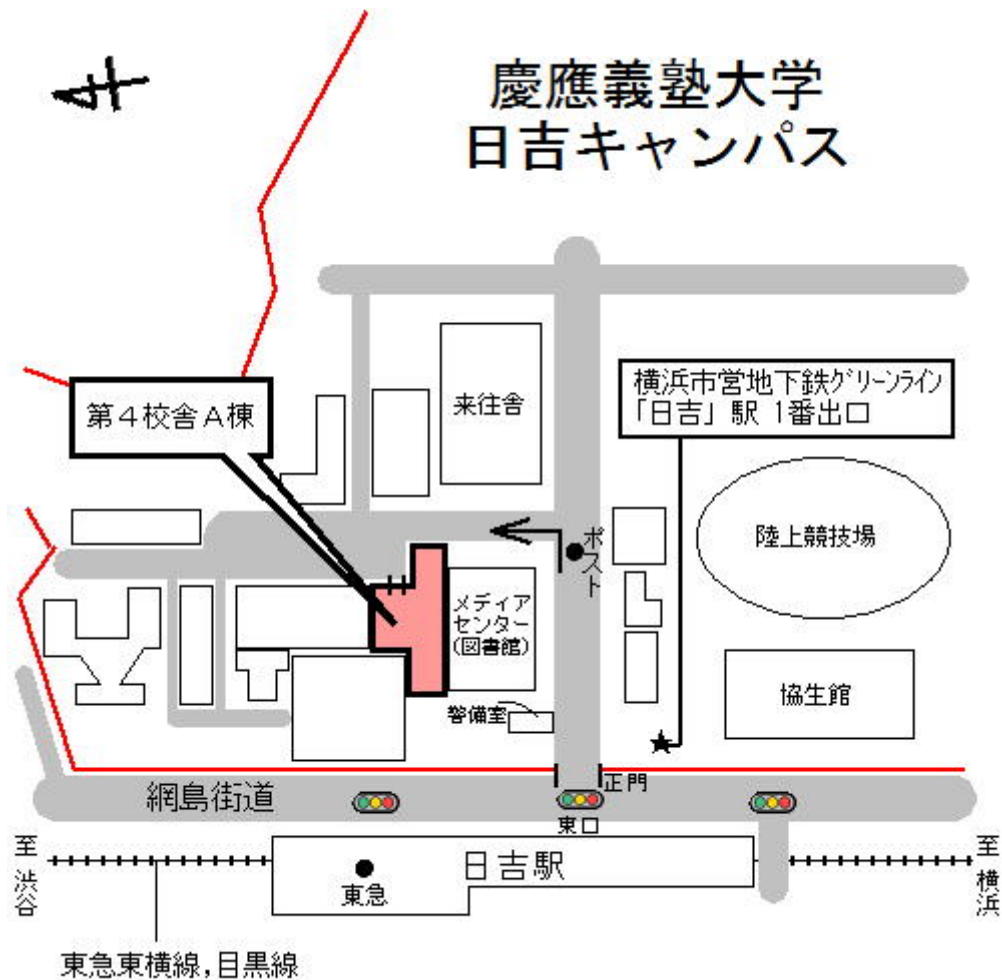 慶應義塾大学
日吉キャンパス
第4校舎A棟
来往舎
横浜市営地下鉄グリーンライン
「日吉」駅 1番出口
陸上競技場
ポスト
メディア
センター
(図書館)
協生館
警備室
正門
網島街道
東口
至渋谷
日吉駅
東急
至横浜
東急東横線,目黒線